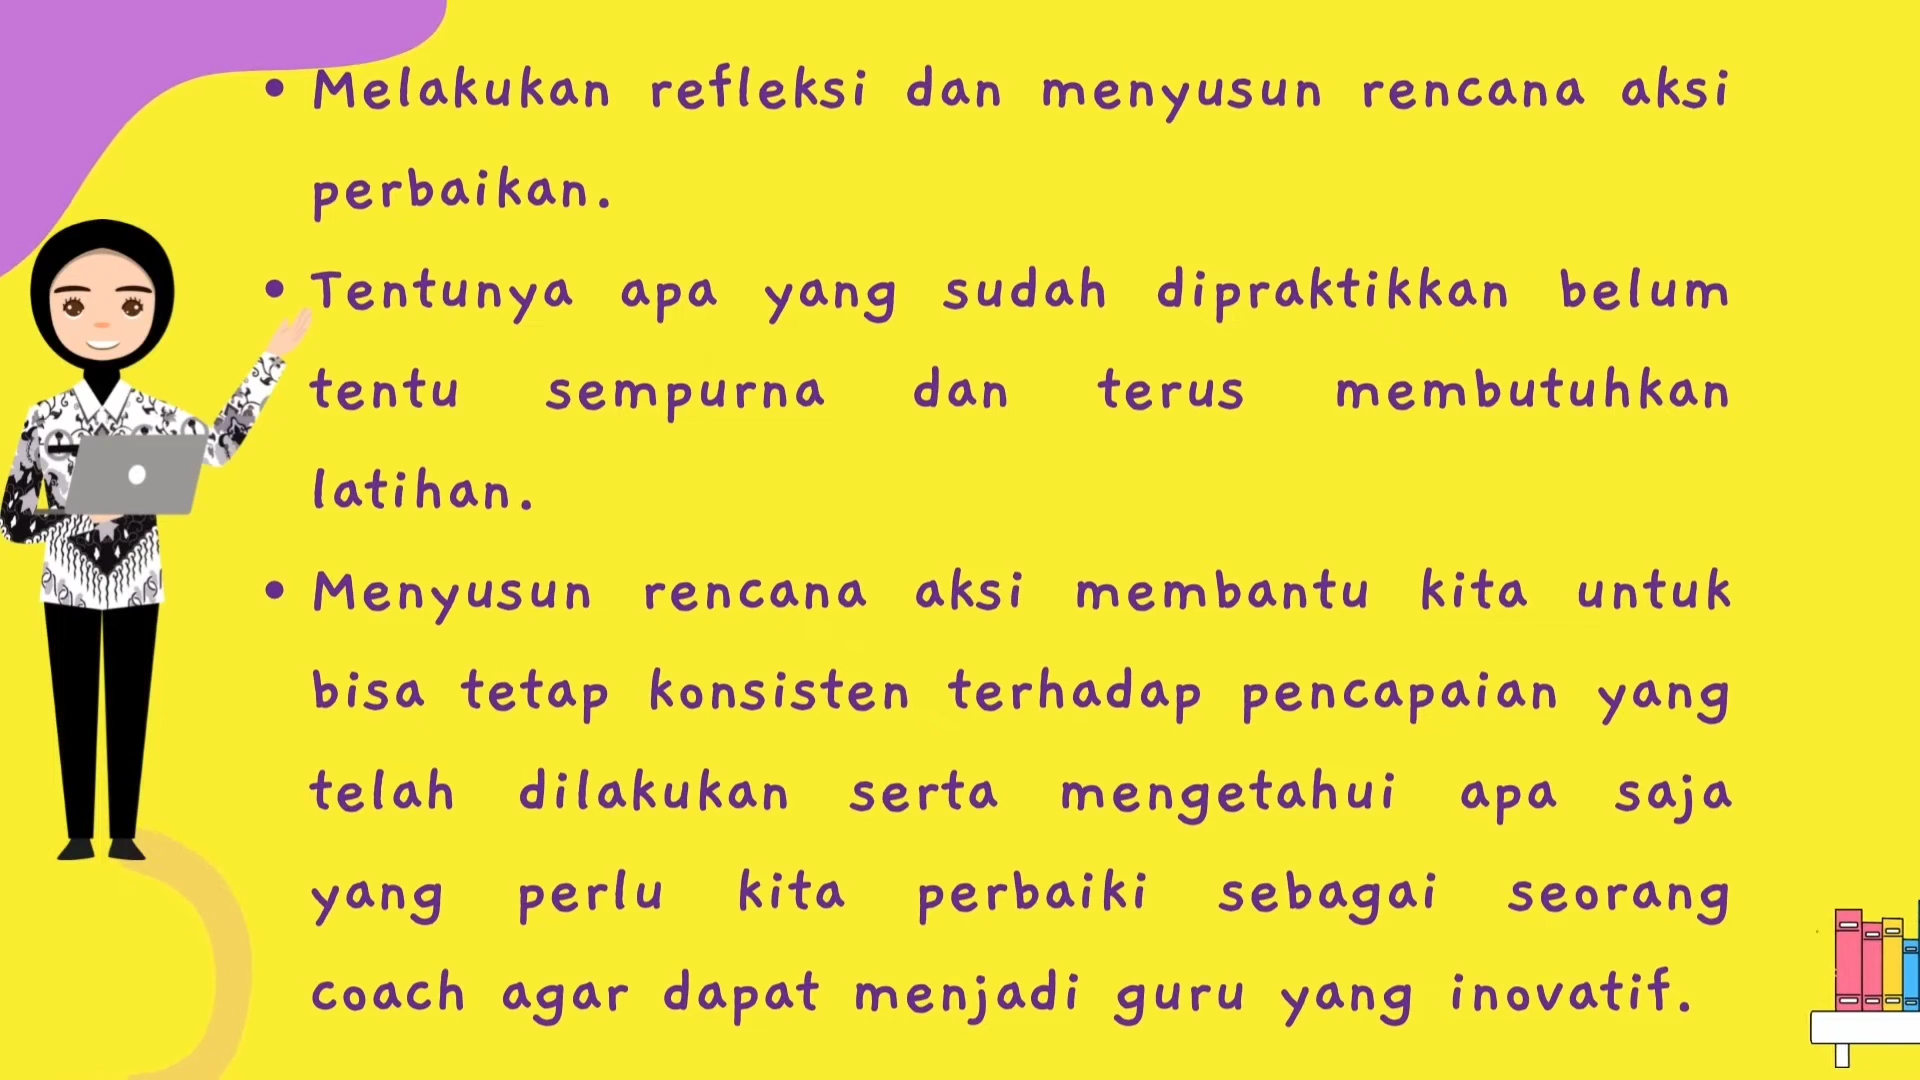 • Melakukan refleksi dan menyusun rencana aksi
perbaikan.
• Tentunya apa yang sudah dipraktikkan belum
tentu sempurna dan terus membutuhkan
latihan.
• Menyusun rencana aksi membantu kita untuk
bisa tetap konsisten terhadap pencapaian yang
telah dilakukan serta mengetahui apa saja
yang perlu kita perbaiki sebagai seorang
coach agar dapat menjadi guru yang inovatif.